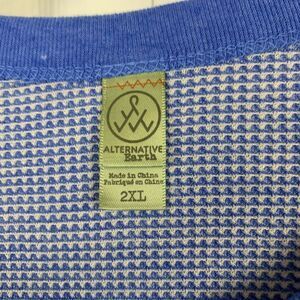 ALTERNATIVE
Earth
Made in China
Fabriqué en Chine
2XL